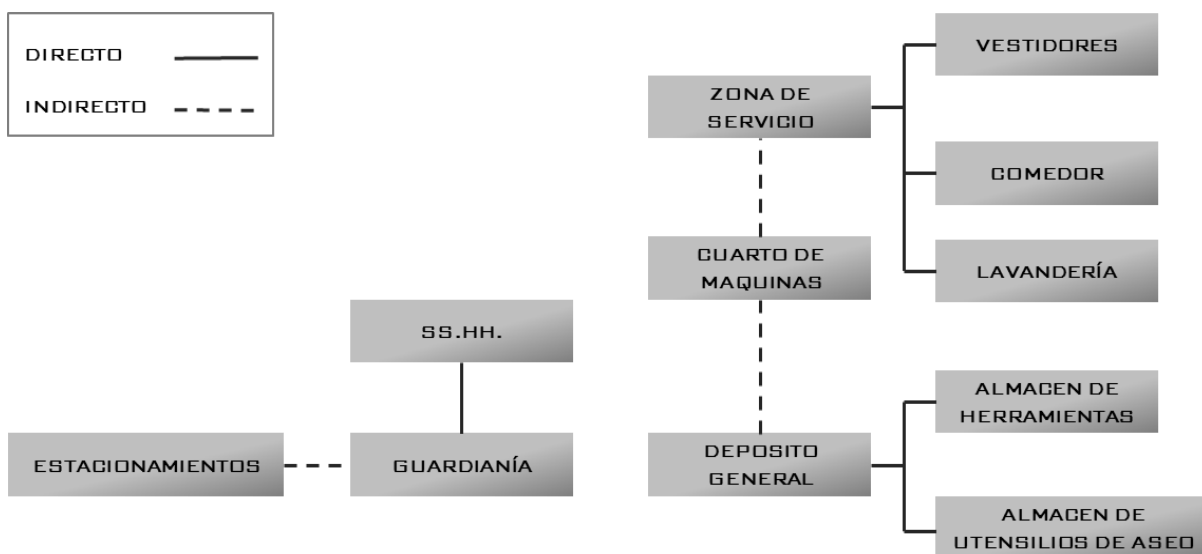 DIRECTO
INDIRECTO
VESTIDORES
ZONA DE
SERVICIO
COMEDOR
CUARTO DE
MAQUINAS
LAVANDERÍA
SS.HH.
ALMACEN DE
HERRAMIENTAS
ESTACIONAMIENTOS
GUARDIANÍA
DEPOSITO
GENERAL
ALMACEN DE
UTENSILIOS DE ASEO